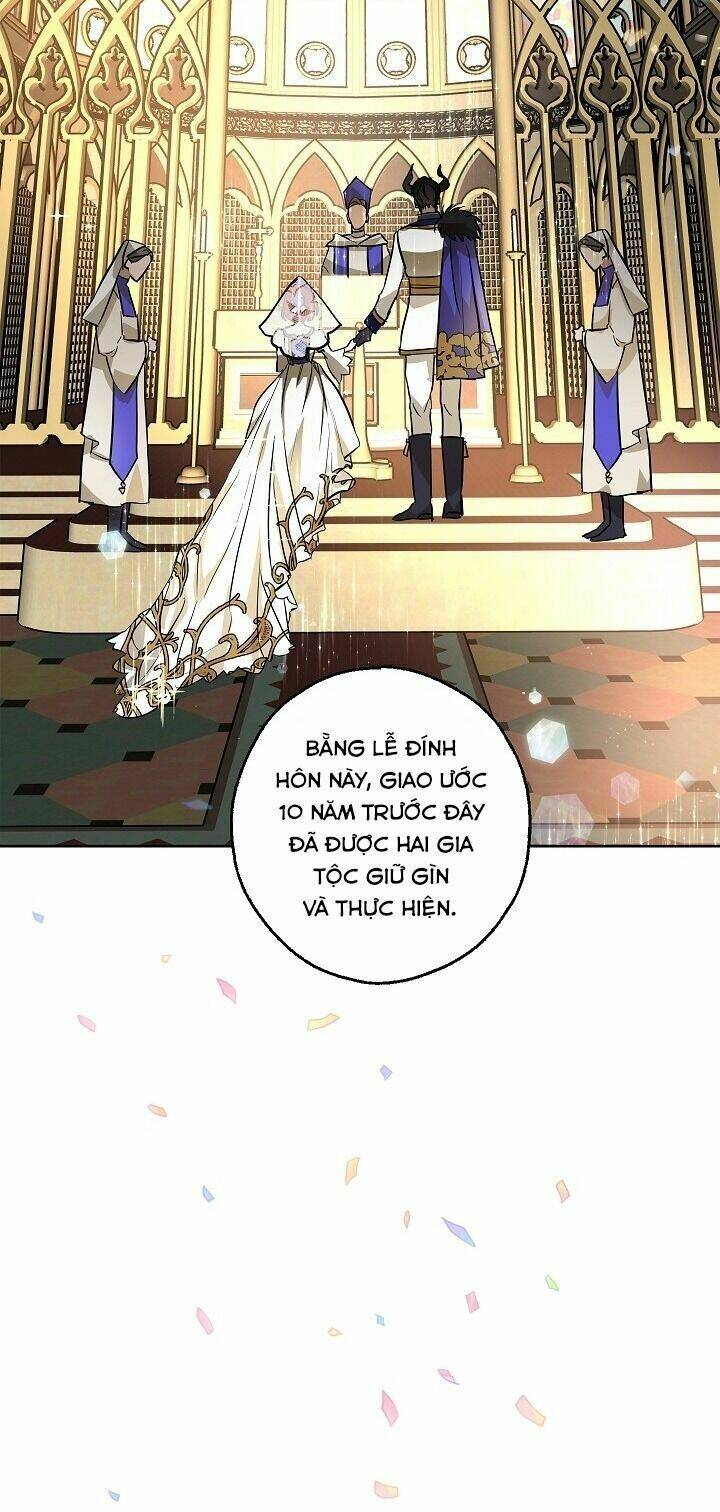 BẰNG LỄ ĐÍNH
HÔN NÀY, GIAO ƯỚC
10 NĂM TRƯỚC ĐÂY
ĐÃ ĐƯỢC HAI GIA
TỘC GIỮ GÌN
VÀ THỰC HIỆN.